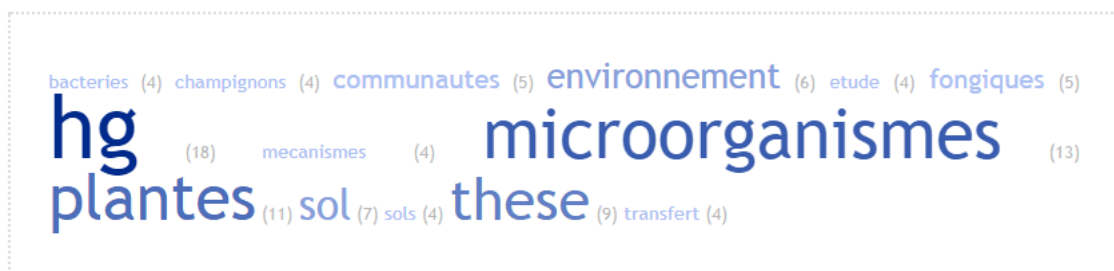 bacteries (4) champignons (4) communautes (5) environnement (6) etude (4) fongiques (5)
hg (18) mecanismes (4) microorganismes (13)
plantes (11) sol (7) sols (4) these (9) transfert (4)